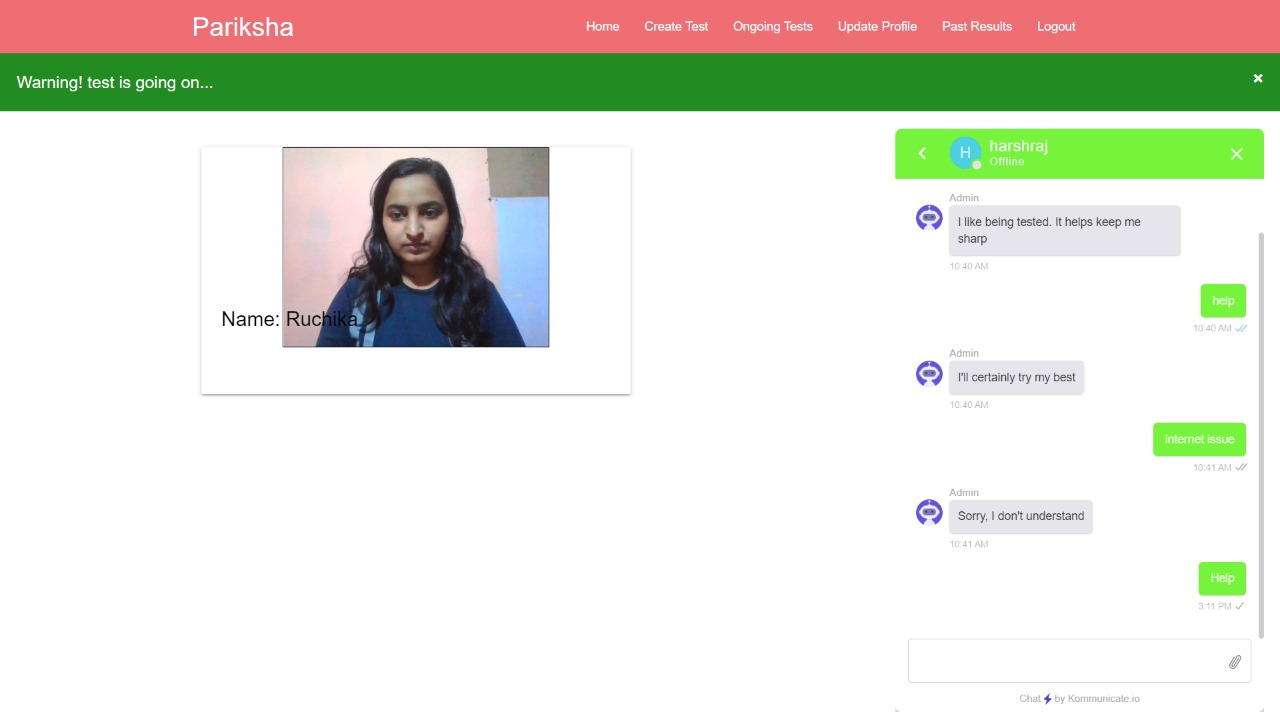 Pariksha
Home Create Test Ongoing Tests Update Profile Past Results Logout
Warning! test is going on...
Name: Ruchika
H
harshraj
Offline
Admin
I like being tested. It helps keep me
sharp
10:40 AM
help
10:40 AM
Admin
I'll certainly try my best
10:40 AM
internet issue
10:41 AM
Admin
Sorry, I don't understand
10:41 AM
Help
3:11 PM
Chat by Kommunicate.io